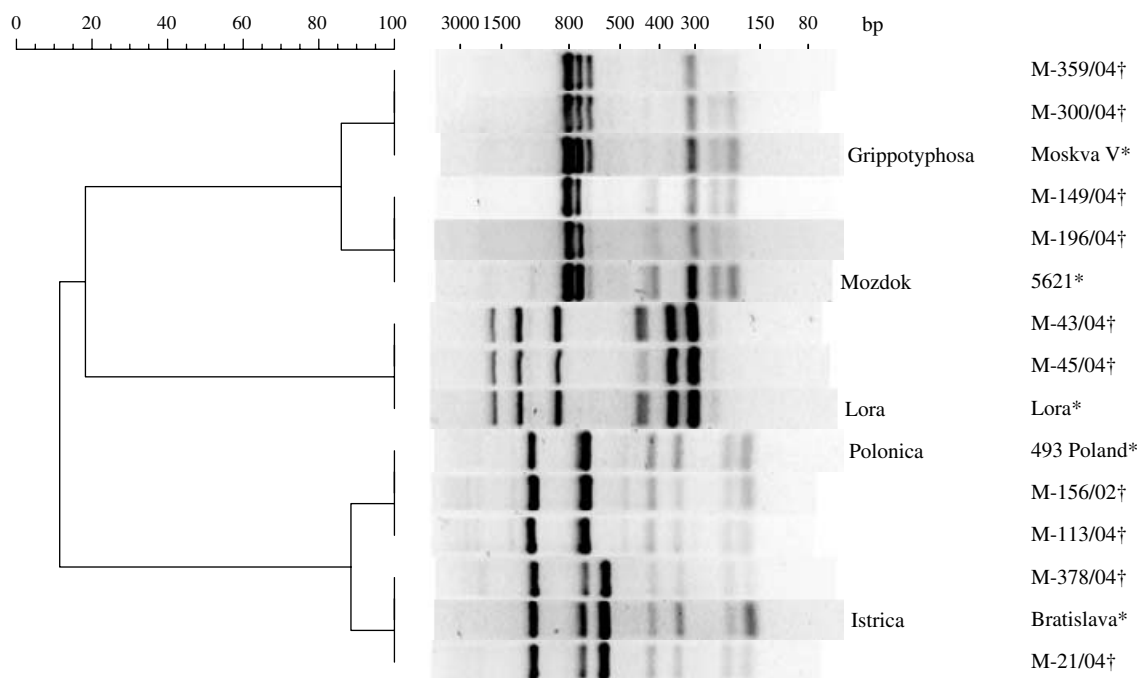 0 20 40 60 80 100 3000 1500 800 500 400 300 150 80 bp
M-359/04†
M-300/04†
Grippotyphosa Moskva V*
M-149/04†
M-196/04†
Mozdok 5621*
M-43/04†
M-45/04†
Lora Lora*
Polonica 493 Poland*
M-156/02†
M-113/04†
M-378/04†
Istrica Bratislava*
M-21/04†